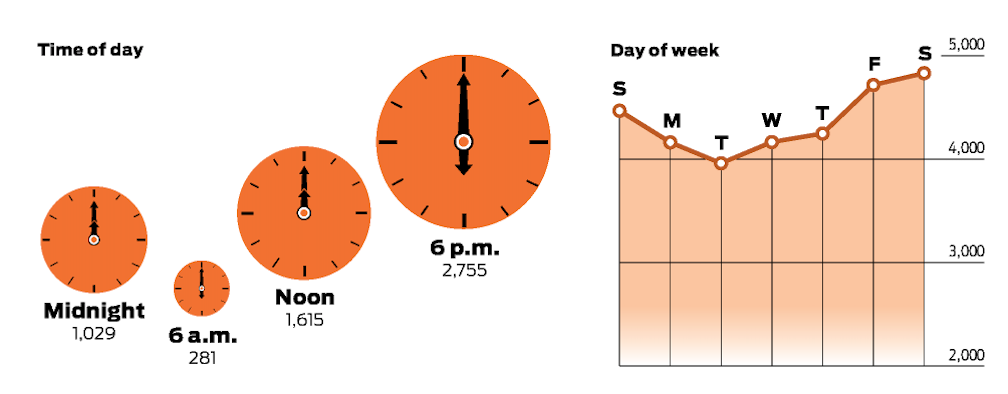 Time of day
Midnight
1,029
6 a.m.
281
Noon
1,615
6 p.m.
2,755
Day of week
S
M
T
W
T
F
S
5,000
4,000
3,000
2,000